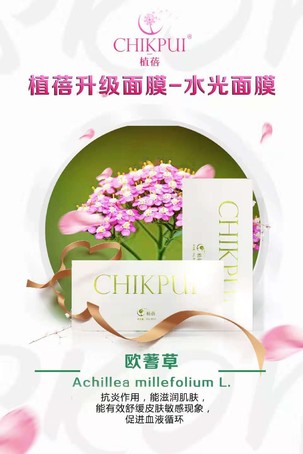 CHIKPUI®
植蓓
植蓓升级面膜-水光面膜
CHIKPUI
CHIKPUI
欧蓍草
Achillea millefolium L.
抗炎作用，能滋润肌肤，
能有效舒缓皮肤敏感现象，
促进血液循环